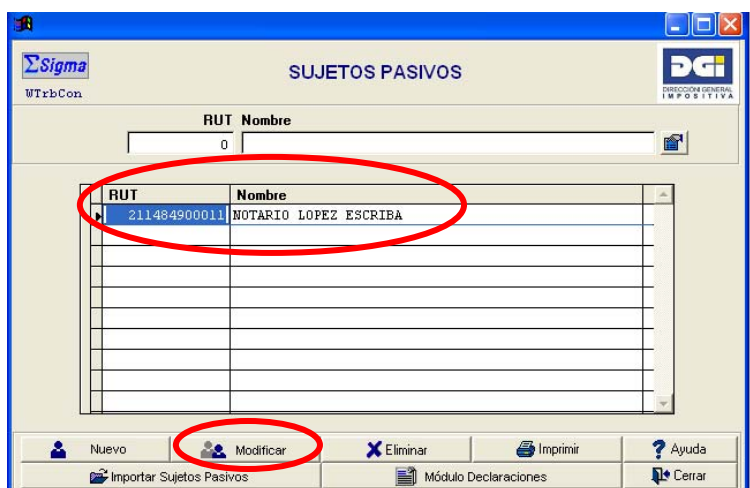 ΣSigma
WTrbCon
SUJETOS PASIVOS
DGi
DIRECCIÓN GENERAL
IMPOSITIVA
RUT Nombre
0
RUT Nombre
211484900011 NOTARIO LOPEZ ESCRIBA
Nuevo Modificar Eliminar Imprimir ? Ayuda
Importar Sujetos Pasivos Módulo Declaraciones Cerrar